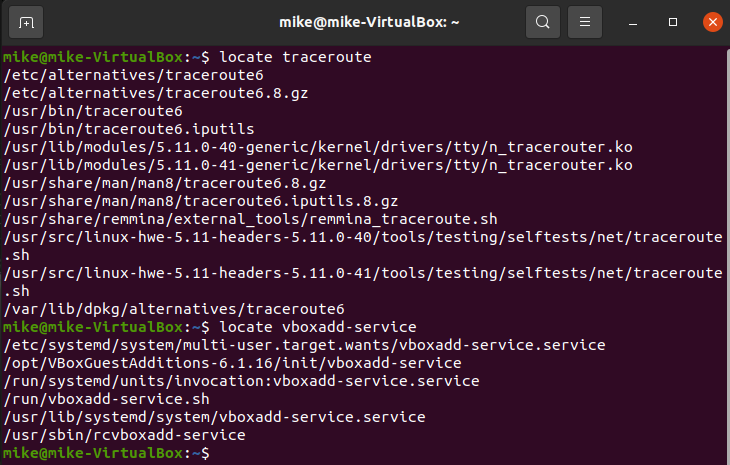 mike@mike-VirtualBox: ~
mike@mike-VirtualBox:~$ locate traceroute
/etc/alternatives/traceroute6
/etc/alternatives/traceroute6.8.gz
/usr/bin/traceroute6
/usr/bin/traceroute6.iputils
/usr/lib/modules/5.11.0-40-generic/kernel/drivers/tty/n_tracerouter.ko
/usr/lib/modules/5.11.0-41-generic/kernel/drivers/tty/n_tracerouter.ko
/usr/share/man/man8/traceroute6.8.gz
/usr/share/man/man8/traceroute6.iputils.8.gz
/usr/share/remmina/external_tools/remmina_traceroute.sh
/usr/src/linux-hwe-5.11-headers-5.11.0-40/tools/testing/selftests/net/traceroute
.sh
/usr/src/linux-hwe-5.11-headers-5.11.0-41/tools/testing/selftests/net/traceroute
.sh
/var/lib/dpkg/alternatives/traceroute6
mike@mike-VirtualBox:~$ locate vboxadd-service
/etc/systemd/system/multi-user.target.wants/vboxadd-service.service
/opt/VBoxGuestAdditions-6.1.16/init/vboxadd-service
/run/systemd/units/invocation:vboxadd-service.service
/run/vboxadd-service.sh
/usr/lib/systemd/system/vboxadd-service.service
/usr/sbin/rcvboxadd-service
mike@mike-VirtualBox:~$